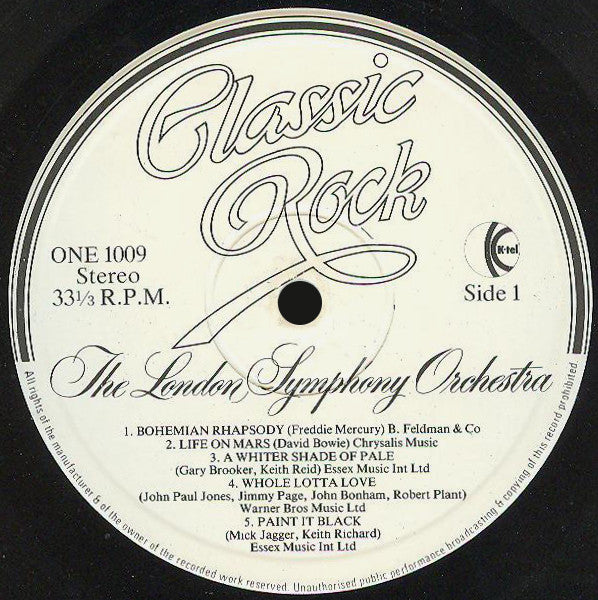 Classic
Rock
ONE 1009
Stereo
33⅓ R.P.M.
K-tel
Side 1
The London Symphony Orchestra
1. BOHEMIAN RHAPSODY (Freddie Mercury) B. Feldman & Co
2. LIFE ON MARS (David Bowie) Chrysalis Music
3. A WHITER SHADE OF PALE
(Gary Brooker, Keith Reid) Essex Music Int Ltd
4. WHOLE LOTTA LOVE
(John Paul Jones, Jimmy Page, John Bonham, Robert Plant)
Warner Bros Music Ltd
5. PAINT IT BLACK
(Mick Jagger, Keith Richard)
Essex Music Int Ltd
All rights of the manufacturer & of the owner of the recorded work reserved. Unauthorised public performance broadcasting & copying of this record prohibited